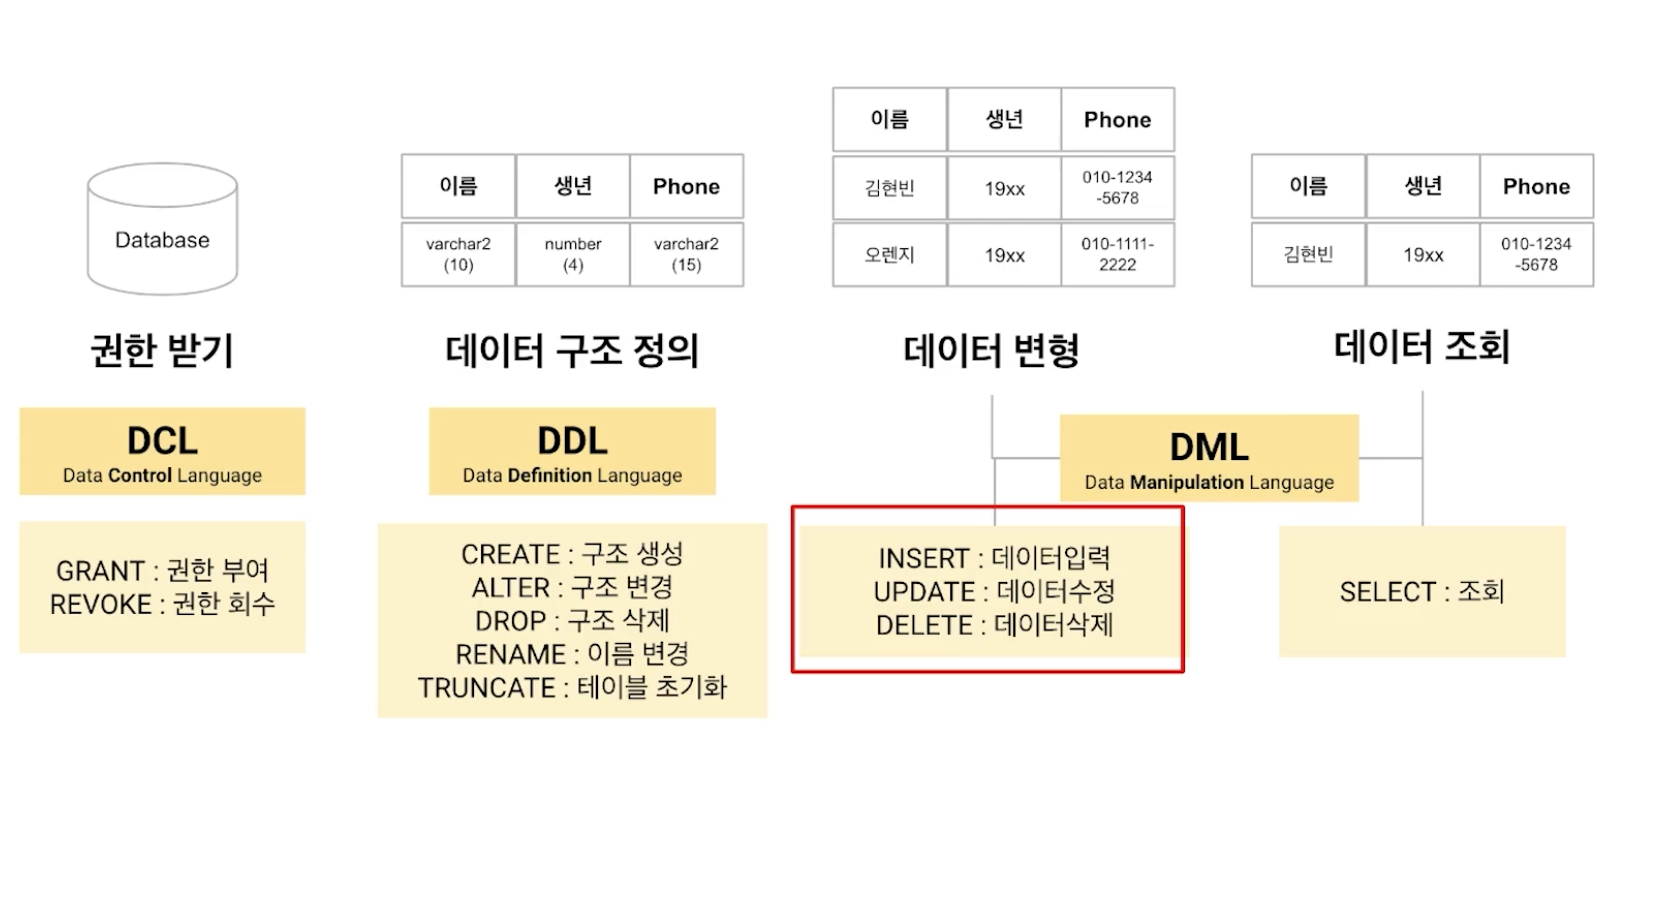 Database
권한 받기
DCL
Data Control Language
GRANT : 권한 부여
REVOKE : 권한 회수
이름 생년 Phone
varchar2 number varchar2
(10) (4) (15)
데이터 구조 정의
DDL
Data Definition Language
CREATE : 구조 생성
ALTER : 구조 변경
DROP : 구조 삭제
RENAME : 이름 변경
TRUNCATE : 테이블 초기화
이름 생년 Phone
김현빈 19xx 010-1234
-5678
오렌지 19xx 010-1111-
2222
데이터 변형
이름 생년 Phone
김현빈 19xx 010-1234
-5678
데이터 조회
DML
Data Manipulation Language
INSERT : 데이터입력
UPDATE : 데이터수정
DELETE : 데이터삭제
SELECT : 조회